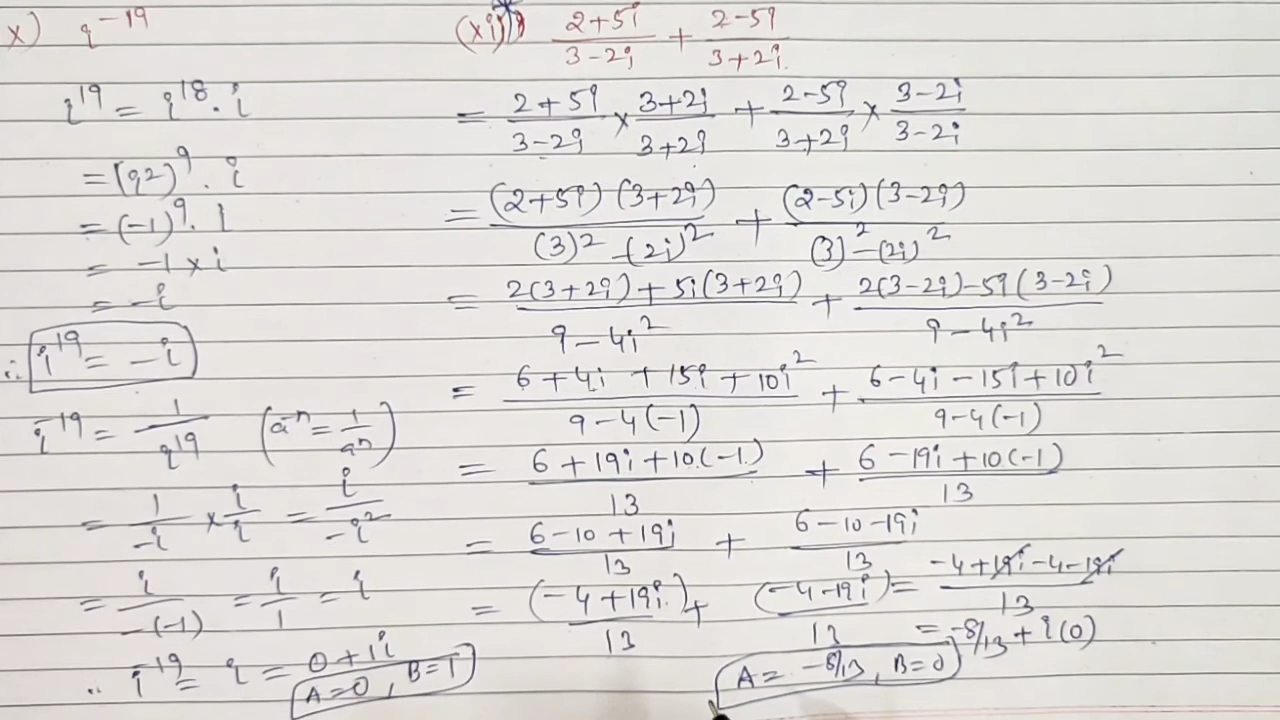 x) i^-19
i^19 = i^18 . i
= (i2)^9 . i
= (-1)^9 . i
= -1 × i
= -i
∴ i^19 = -i
i^-19 = 1/i^19 (a^-n = 1/a^n)
= 1/-i × i/i = i/-i^2
= i/-(-1) = i/1 = i
∴ i^-19 = i = 0 + 1i
A = 0, B = 1
(xi) (2+5i)/(3-2i) + (2-5i)/(3+2i)
= (2+5i)/(3-2i) × (3+2i)/(3+2i) + (2-5i)/(3+2i) × (3-2i)/(3-2i)
= (2+5i)(3+2i)/((3)^2 - (2i)^2) + (2-5i)(3-2i)/((3)^2 - (2i)^2)
= (2(3+2i)+5i(3+2i))/(9-4i^2) + (2(3-2i)-5i(3-2i))/(9-4i^2)
= (6+4i+15i+10i^2)/(9-4(-1)) + (6-4i-15i+10i^2)/(9-4(-1))
= (6+19i+10(-1))/13 + (6-19i+10(-1))/13
= (6-10+19i)/13 + (6-10-19i)/13
= (-4+19i)/13 + (-4-19i)/13 = (-4+19i-4-19i)/13
= -8/13 + i(0)
A = -8/13, B = 0